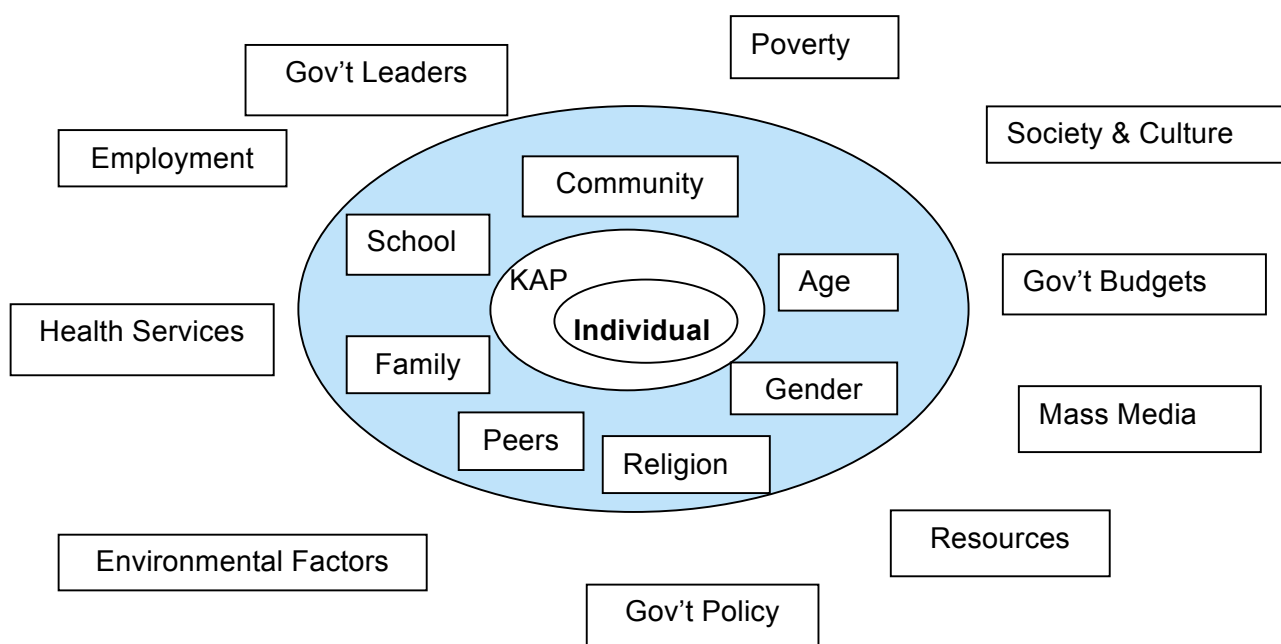 Poverty
Gov’t Leaders
Society & Culture
Employment
Community
School
KAP
Age
Gov’t Budgets
Individual
Health Services
Family
Gender
Mass Media
Peers
Religion
Resources
Environmental Factors
Gov’t Policy